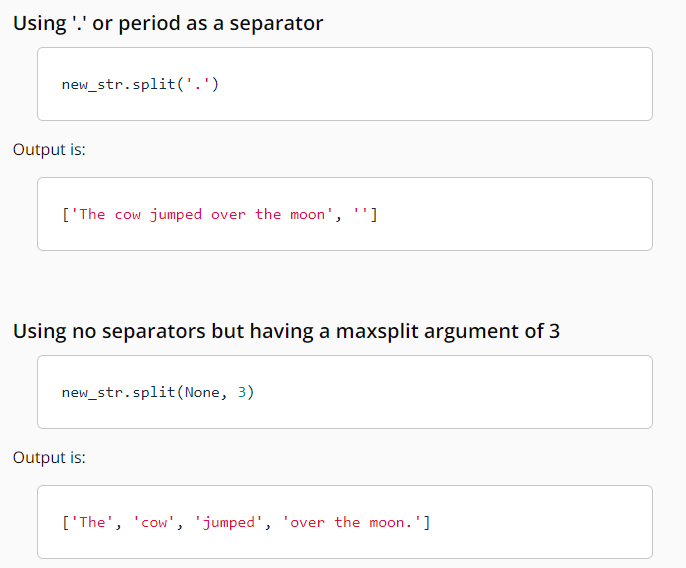 Using '.' or period as a separator
new_str.split('.')
Output is:
['The cow jumped over the moon', '']
Using no separators but having a maxsplit argument of 3
new_str.split(None, 3)
Output is:
['The', 'cow', 'jumped', 'over the moon.']